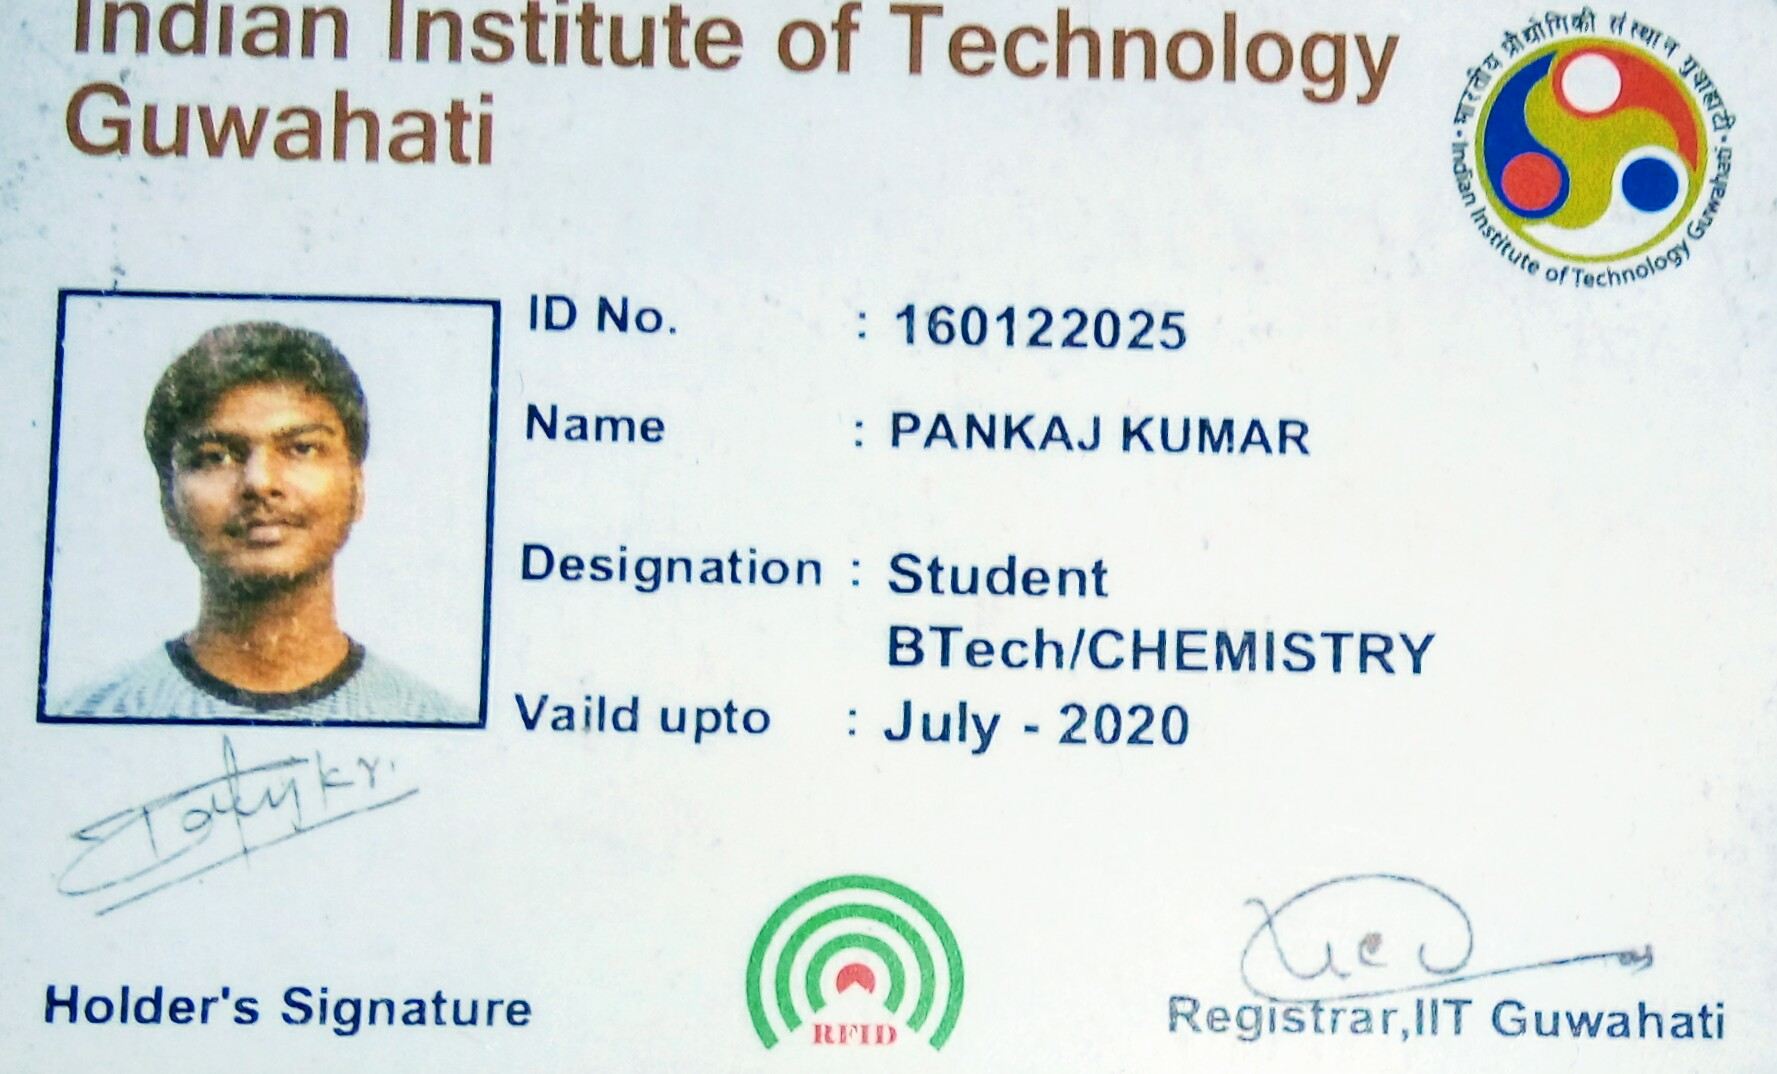 Indian Institute of Technology
Guwahati
भारतीय प्रौद्योगिकी संस्थान गुवाहाटी
Indian Institute of Technology Guwahati
ID No. : 160122025
Name : PANKAJ KUMAR
Designation : Student
BTech/CHEMISTRY
Vaild upto : July - 2020
RFID
Holder's Signature
Registrar,IIT Guwahati